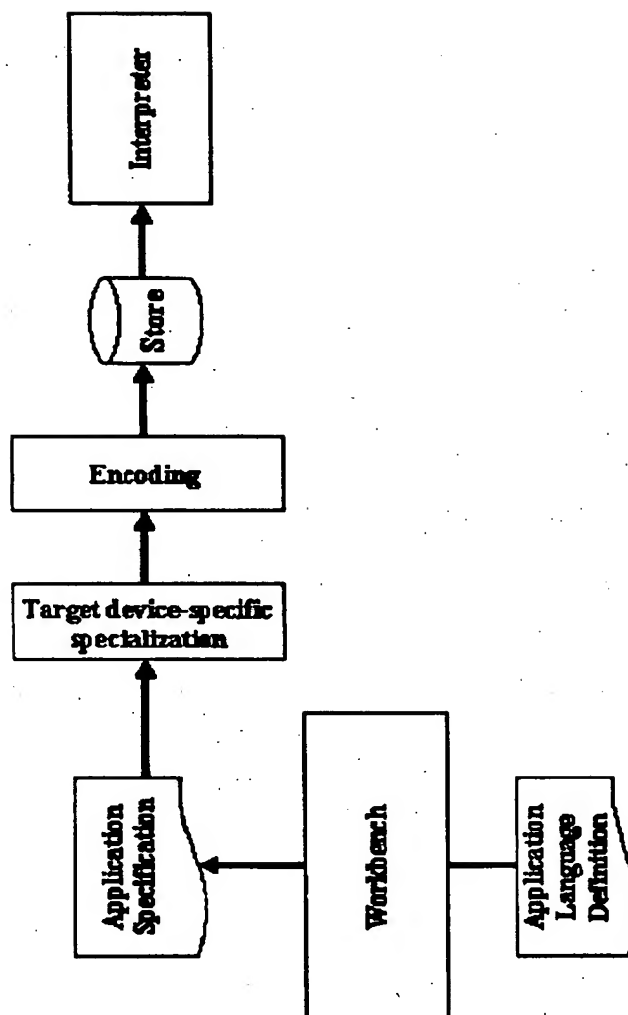 Interpreter
Store
Encoding
Target device-specific
specialization
Application
Specification
Workbench
Application
Language
Definition